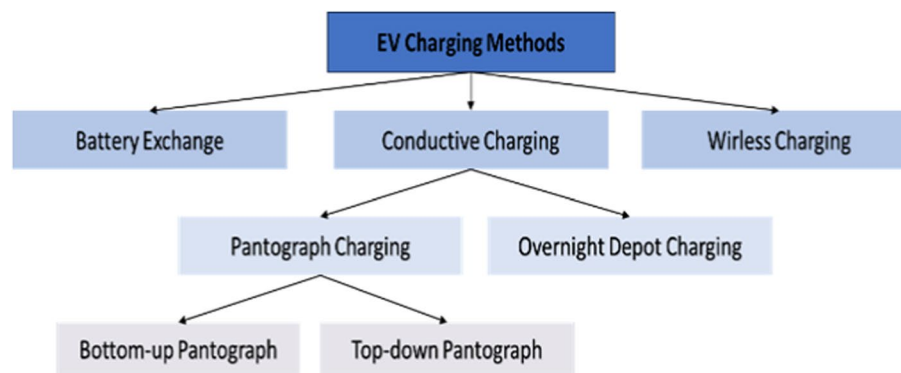 EV Charging Methods
Battery Exchange
Conductive Charging
Wirless Charging
Pantograph Charging
Overnight Depot Charging
Bottom-up Pantograph
Top-down Pantograph